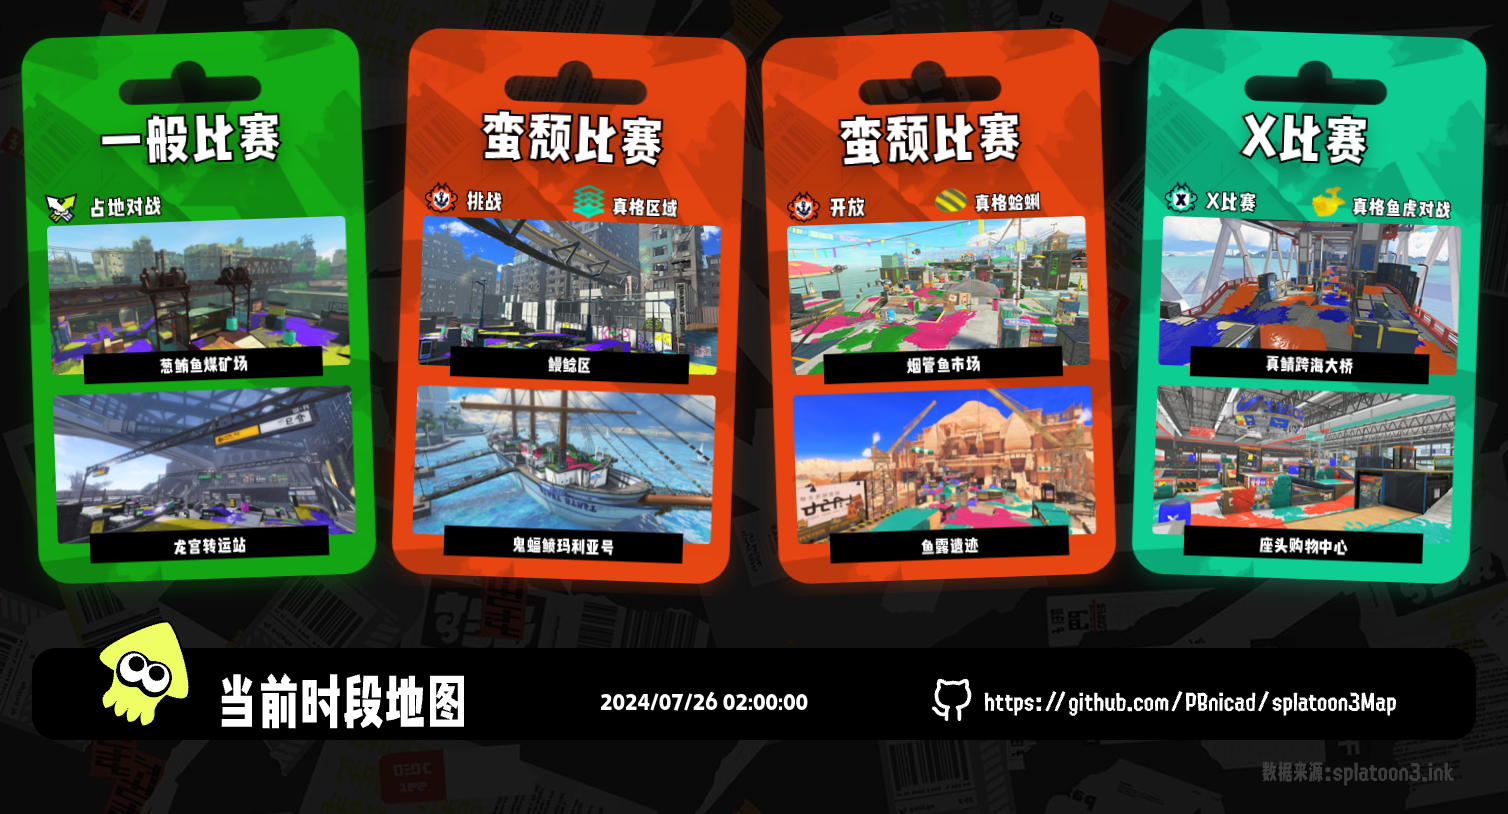 一般比赛
占地对战
葱鲔鱼煤矿场
龙宫转运站
蛮颓比赛
挑战
真格区域
鳗鲶区
鬼蝠鲼玛利亚号
蛮颓比赛
开放
真格蛤蜊
烟管鱼市场
鱼露遗迹
X比赛
X比赛
真格鱼虎对战
真鲭跨海大桥
座头购物中心
当前时段地图
2024/07/26 02:00:00
https://github.com/PBnicad/splatoon3Map
数据来源:splatoon3.ink